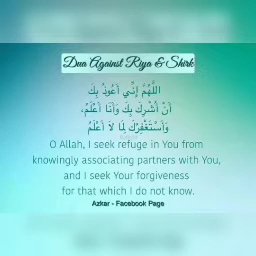 Dua Against Riya & Shirk
اللَّهُمَّ إِنِّي أَعُوذُ بِكَ
أَنْ أُشْرِكَ بِكَ وَأَنَا أَعْلَمُ،
وَأَسْتَغْفِرُكَ لِمَا لَا أَعْلَمُ
O Allah, I seek refuge in You from
knowingly associating partners with You,
and I seek Your forgiveness
for that which I do not know.
Azkar - Facebook Page